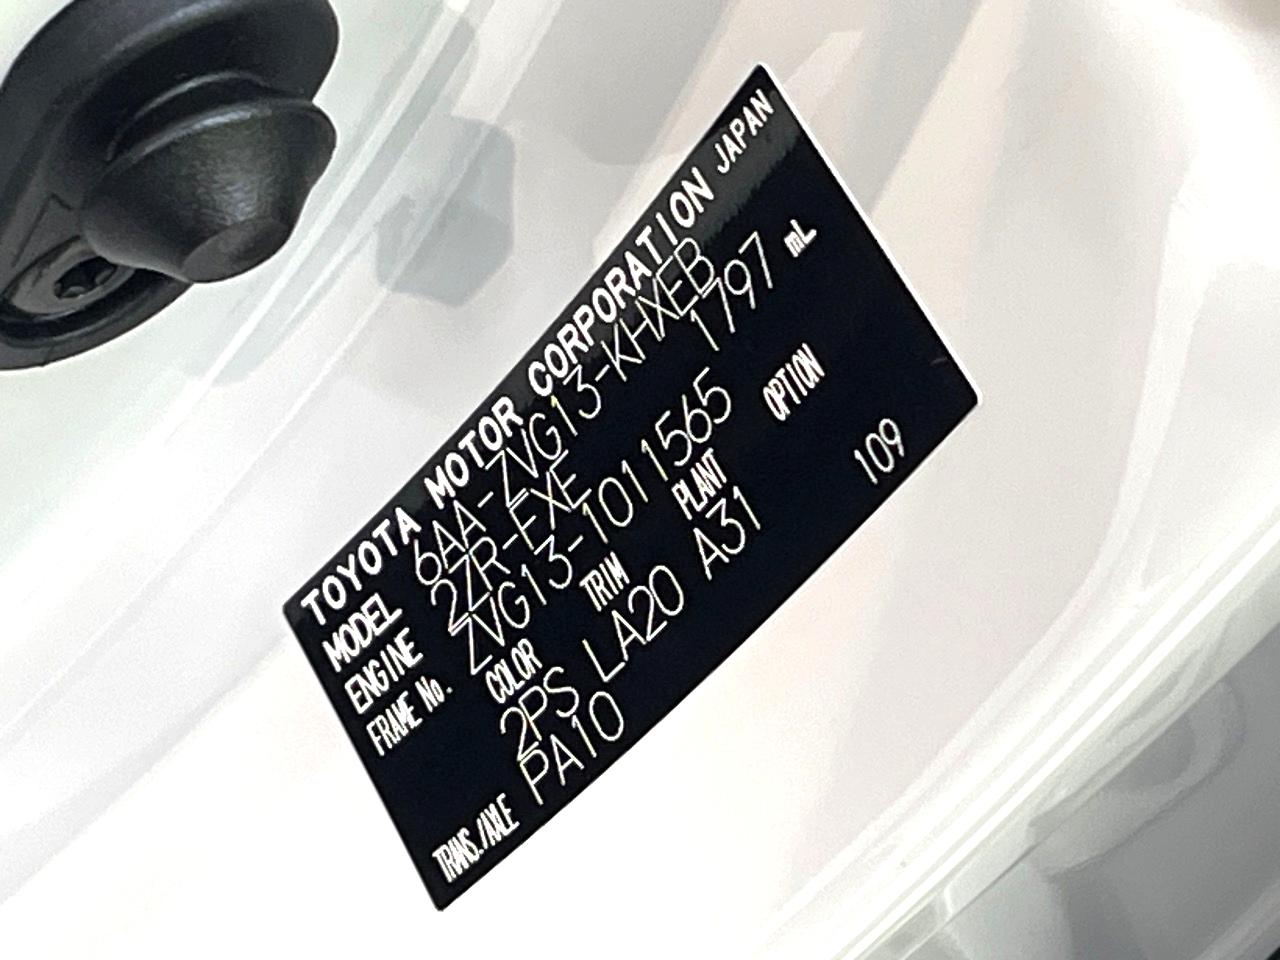 TOYOTA MOTOR CORPORATION JAPAN
MODEL 6AA-ZVG13-KHXEB
ENGINE 2ZR-FXE 1797 mL
FRAME No. ZVG13-1011565
COLOR TRIM PLANT OPTION
2PS LA20 A31 109
TRANS./AXLE PA10